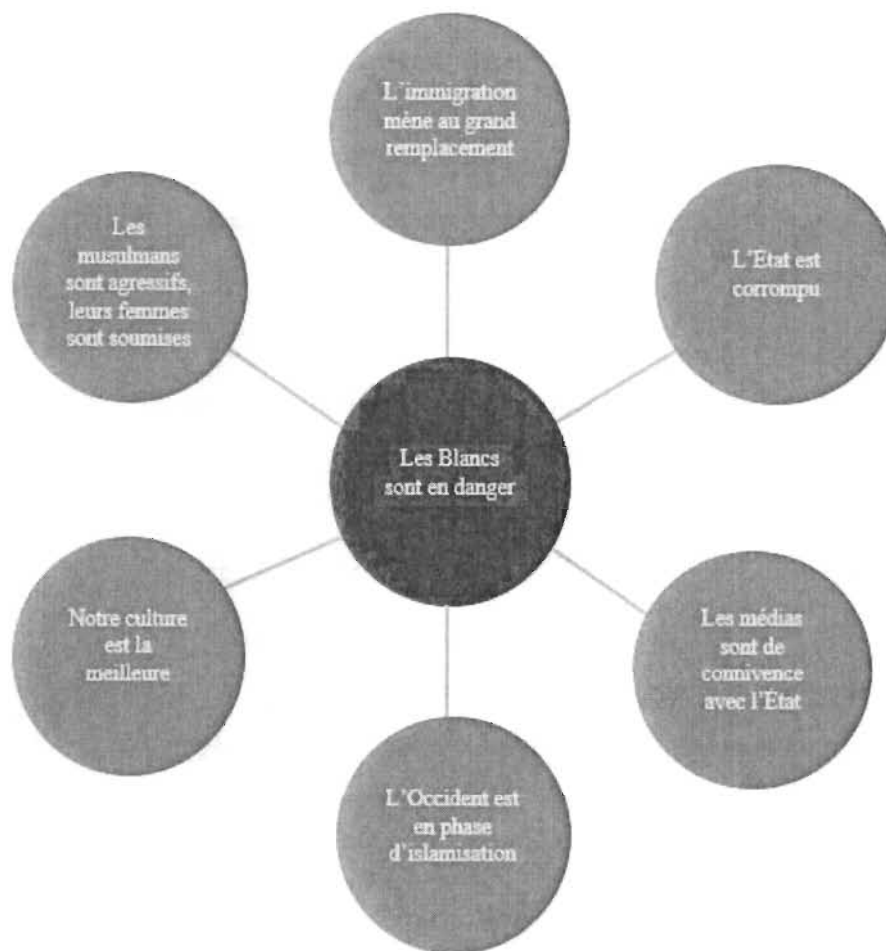 L'immigration
mène au grand
remplacement
Les
musulmans
sont agressifs,
leurs femmes
sont soumises
L'État est
corrompu
Les Blancs
sont en danger
Notre culture
est la
meilleure
Les médias
sont de
connivence
avec l'État
L'Occident est
en phase
d'islamisation